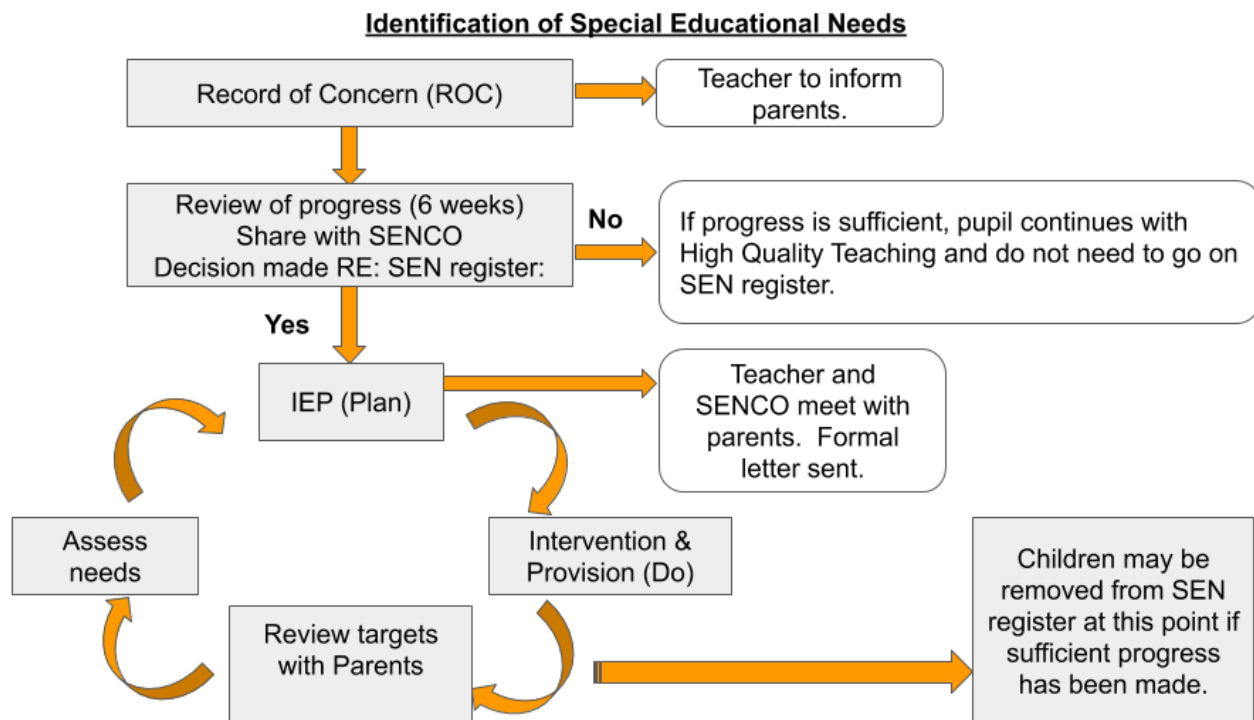 Identification of Special Educational Needs
Record of Concern (ROC)
Teacher to inform
parents.
Review of progress (6 weeks)
Share with SENCO
Decision made RE: SEN register:
No
If progress is sufficient, pupil continues with
High Quality Teaching and do not need to go on
SEN register.
Yes
IEP (Plan)
Teacher and
SENCO meet with
parents.  Formal
letter sent.
Assess
needs
Intervention &
Provision (Do)
Review targets
with Parents
Children may be
removed from SEN
register at this point if
sufficient progress
has been made.